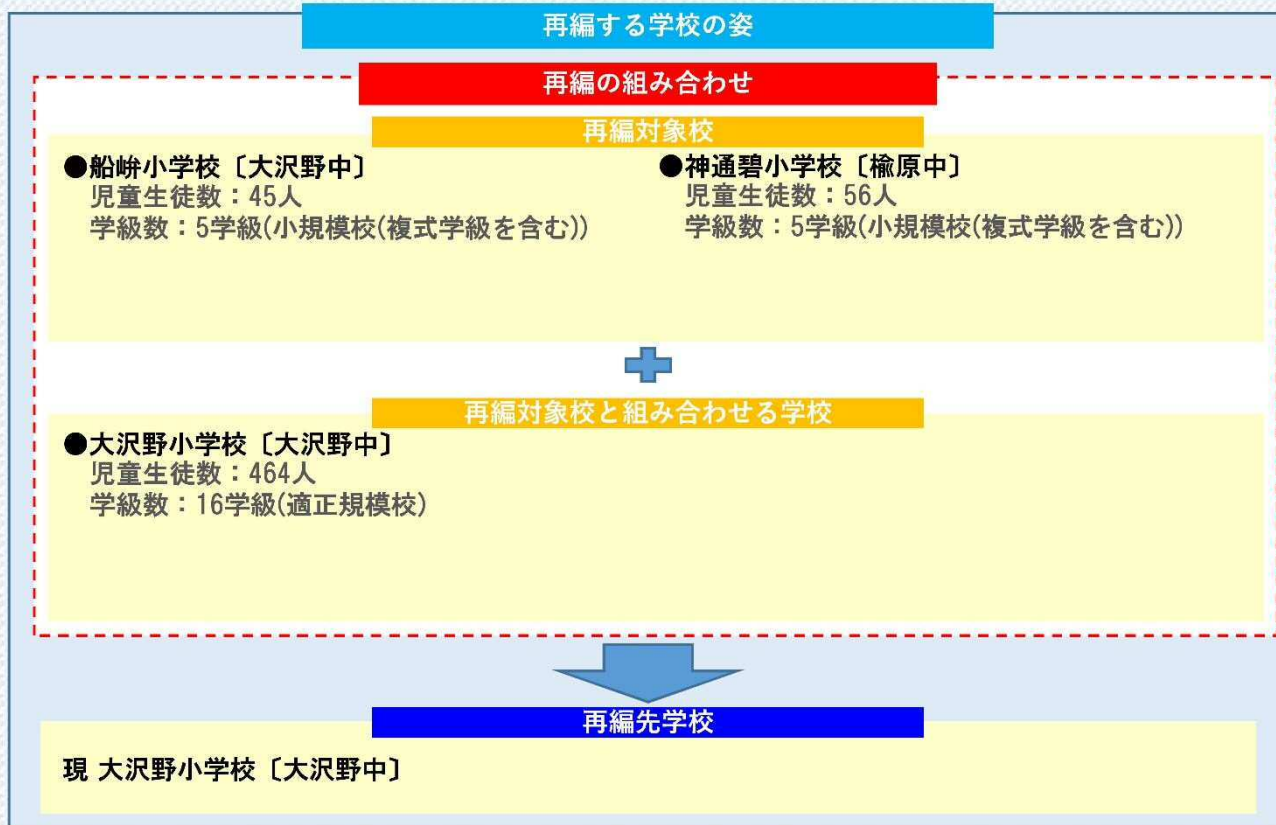 再編する学校の姿
再編の組み合わせ
再編対象校
●船峅小学校〔大沢野中〕
児童生徒数：45人
学級数：5学級(小規模校(複式学級を含む))
●神通碧小学校〔楡原中〕
児童生徒数：56人
学級数：5学級(小規模校(複式学級を含む))
再編対象校と組み合わせる学校
●大沢野小学校〔大沢野中〕
児童生徒数：464人
学級数：16学級(適正規模校)
再編先学校
現 大沢野小学校〔大沢野中〕